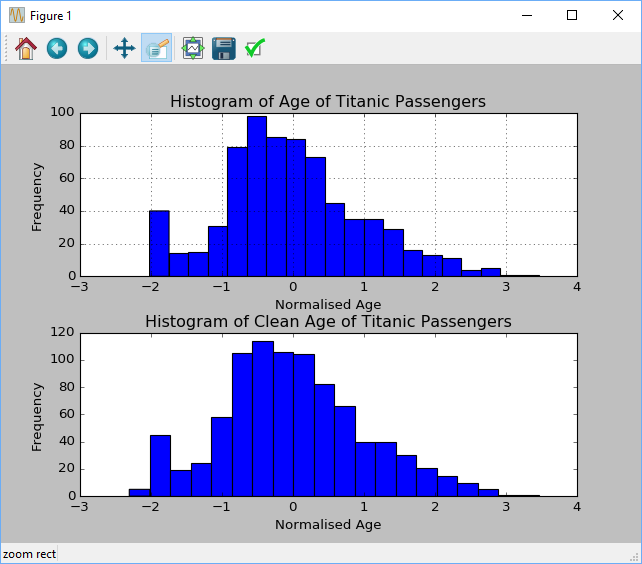 Figure 1
Histogram of Age of Titanic Passengers
100
80
60
40
20
0
Frequency
−3 −2 −1 0 1 2 3 4
Normalised Age
Histogram of Clean Age of Titanic Passengers
120
100
80
60
40
20
0
Frequency
−3 −2 −1 0 1 2 3 4
Normalised Age
zoom rect